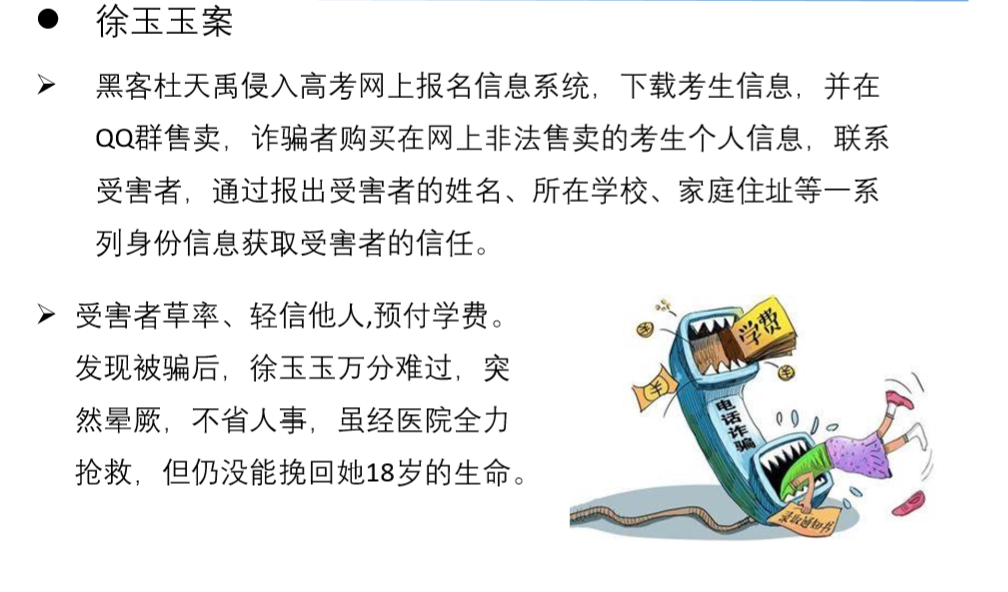 ● 徐玉玉案
➢ 黑客杜天禹侵入高考网上报名信息系统，下载考生信息，并在
QQ群售卖，诈骗者购买在网上非法售卖的考生个人信息，联系
受害者，通过报出受害者的姓名、所在学校、家庭住址等一系
列身份信息获取受害者的信任。
➢ 受害者草率、轻信他人,预付学费。
发现被骗后，徐玉玉万分难过，突
然晕厥，不省人事，虽经医院全力
抢救，但仍没能挽回她18岁的生命。
学费
电话诈骗
录取通知书